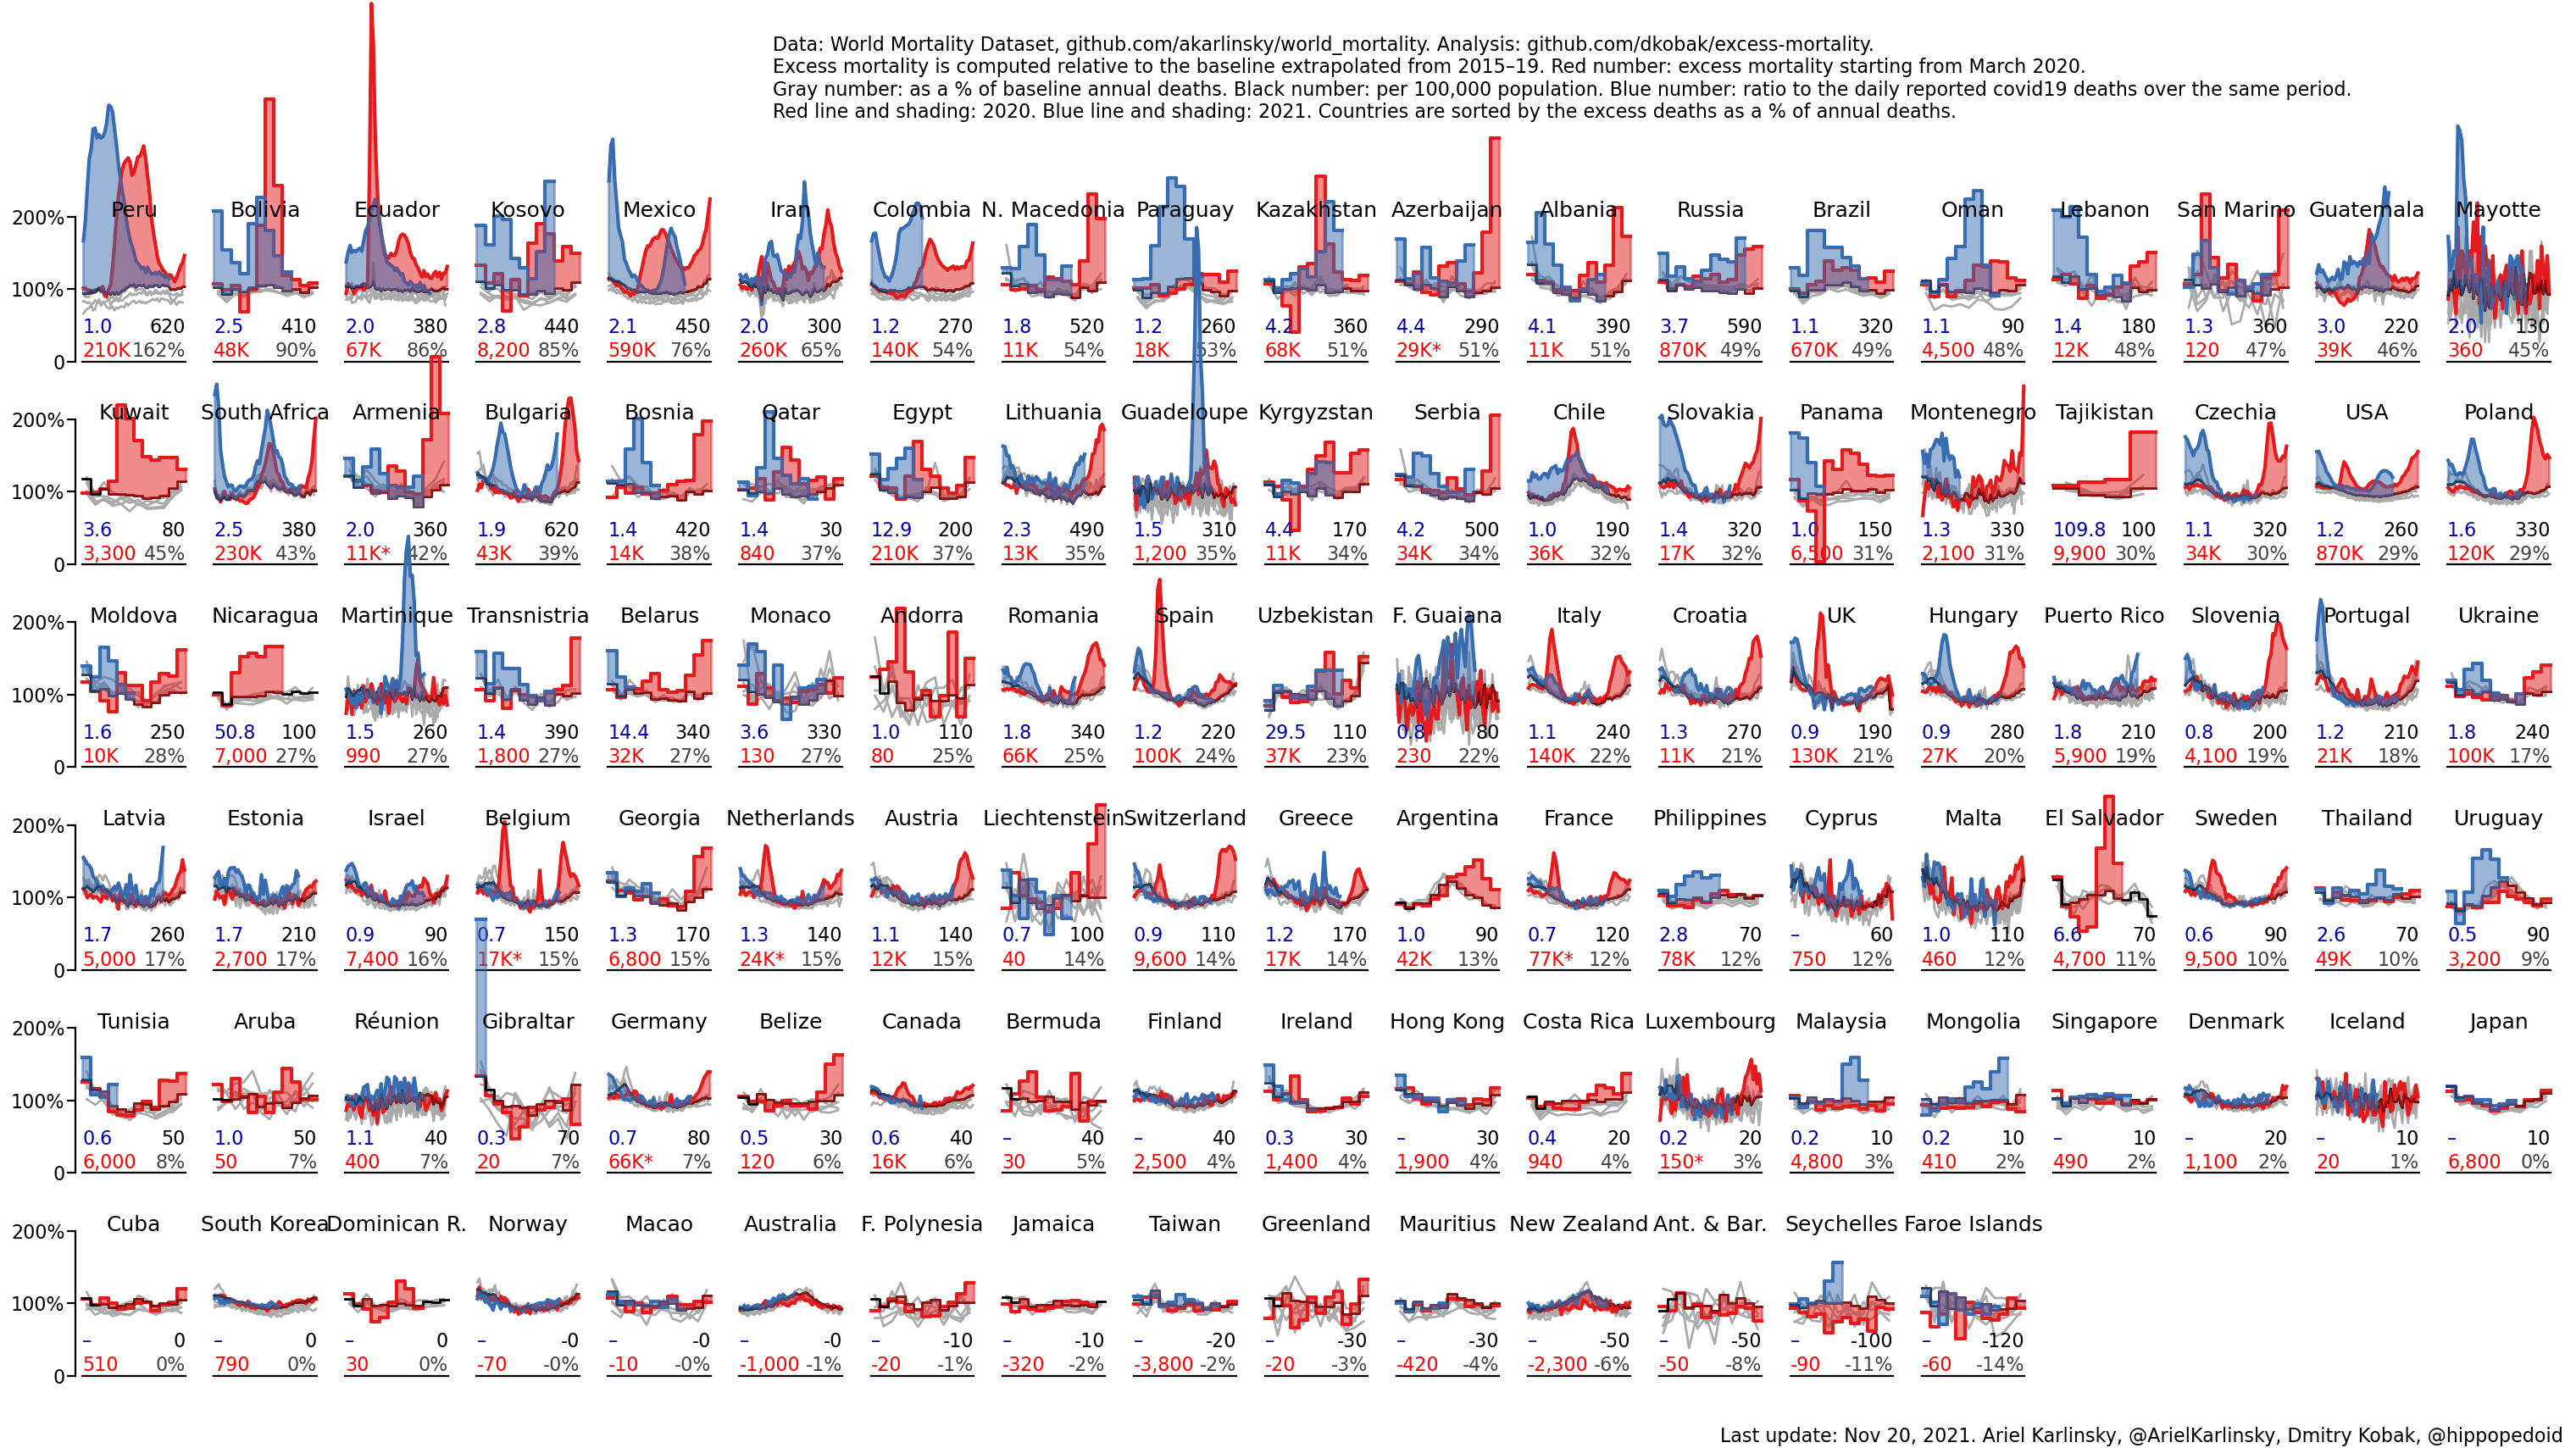 Data: World Mortality Dataset, github.com/akarlinsky/world_mortality. Analysis: github.com/dkobak/excess-mortality.
Excess mortality is computed relative to the baseline extrapolated from 2015–19. Red number: excess mortality starting from March 2020.
Gray number: as a % of baseline annual deaths. Black number: per 100,000 population. Blue number: ratio to the daily reported covid19 deaths over the same period.
Red line and shading: 2020. Blue line and shading: 2021. Countries are sorted by the excess deaths as a % of annual deaths.
200% Peru Bolivia Ecuador Kosovo Mexico Iran Colombia N. Macedonia Paraguay Kazakhstan Azerbaijan Albania Russia Brazil Oman Lebanon San Marino Guatemala Mayotte
100%
1.0 620 2.5 410 2.0 380 2.8 440 2.1 450 2.0 300 1.2 270 1.8 520 1.2 260 4.2 360 4.4 290 4.1 390 3.7 590 1.1 320 1.1 90 1.4 180 1.3 360 3.0 220 2.0 130
210K 162% 48K 90% 67K 86% 8,200 85% 590K 76% 260K 65% 140K 54% 11K 54% 18K 53% 68K 51% 29K* 51% 11K 51% 870K 49% 670K 49% 4,500 48% 12K 48% 120 47% 39K 46% 360 45%
0
200% Kuwait South Africa Armenia Bulgaria Bosnia Qatar Egypt Lithuania Guadeloupe Kyrgyzstan Serbia Chile Slovakia Panama Montenegro Tajikistan Czechia USA Poland
100%
3.6 80 2.5 380 2.0 360 1.9 620 1.4 420 1.4 30 12.9 200 2.3 490 1.5 310 4.4 170 4.2 500 1.0 190 1.4 320 1.0 150 1.3 330 109.8 100 1.1 320 1.2 260 1.6 330
3,300 45% 230K 43% 11K* 42% 43K 39% 14K 38% 840 37% 210K 37% 13K 35% 1,200 35% 11K 34% 34K 34% 36K 32% 17K 32% 6,500 31% 2,100 31% 9,900 30% 34K 30% 870K 29% 120K 29%
0
200% Moldova Nicaragua Martinique Transnistria Belarus Monaco Andorra Romania Spain Uzbekistan F. Guaiana Italy Croatia UK Hungary Puerto Rico Slovenia Portugal Ukraine
100%
1.6 250 50.8 100 1.5 260 1.4 390 14.4 340 3.6 330 1.0 110 1.8 340 1.2 220 29.5 110 0.8 80 1.1 240 1.3 270 0.9 190 0.9 280 1.8 210 0.8 200 1.2 210 1.8 240
10K 28% 7,000 27% 990 27% 1,800 27% 32K 27% 130 27% 80 25% 66K 25% 100K 24% 37K 23% 230 22% 140K 22% 11K 21% 130K 21% 27K 20% 5,900 19% 4,100 19% 21K 18% 100K 17%
0
200% Latvia Estonia Israel Belgium Georgia Netherlands Austria Liechtenstein Switzerland Greece Argentina France Philippines Cyprus Malta El Salvador Sweden Thailand Uruguay
100%
1.7 260 1.7 210 0.9 90 0.7 150 1.3 170 1.3 140 1.1 140 0.7 100 0.9 110 1.2 170 1.0 90 0.7 120 2.8 70 – 60 1.0 110 6.6 70 0.6 90 2.6 70 0.5 90
5,000 17% 2,700 17% 7,400 16% 17K* 15% 6,800 15% 24K* 15% 12K 15% 40 14% 9,600 14% 17K 14% 42K 13% 77K* 12% 78K 12% 750 12% 460 12% 4,700 11% 9,500 10% 49K 10% 3,200 9%
0
200% Tunisia Aruba Réunion Gibraltar Germany Belize Canada Bermuda Finland Ireland Hong Kong Costa Rica Luxembourg Malaysia Mongolia Singapore Denmark Iceland Japan
100%
0.6 50 1.0 50 1.1 40 0.3 70 0.7 80 0.5 30 0.6 40 – 40 – 40 0.3 30 – 30 0.4 20 0.2 20 0.2 10 0.2 10 – 10 – 20 – 10 – 10
6,000 8% 50 7% 400 7% 20 7% 66K* 7% 120 6% 16K 6% 30 5% 2,500 4% 1,400 4% 1,900 4% 940 4% 150* 3% 4,800 3% 410 2% 490 2% 1,100 2% 20 1% 6,800 0%
0
200% Cuba South Korea Dominican R. Norway Macao Australia F. Polynesia Jamaica Taiwan Greenland Mauritius New Zealand Ant. & Bar. Seychelles Faroe Islands
100%
– 0 – 0 – 0 – -0 – -0 – -0 – -10 – -10 – -20 – -30 – -30 – -50 – -50 – -100 – -120
510 0% 790 0% 30 0% -70 -0% -10 -0% -1,000 -1% -20 -1% -320 -2% -3,800 -2% -20 -3% -420 -4% -2,300 -6% -50 -8% -90 -11% -60 -14%
0
Last update: Nov 20, 2021. Ariel Karlinsky, @ArielKarlinsky, Dmitry Kobak, @hippopedoid